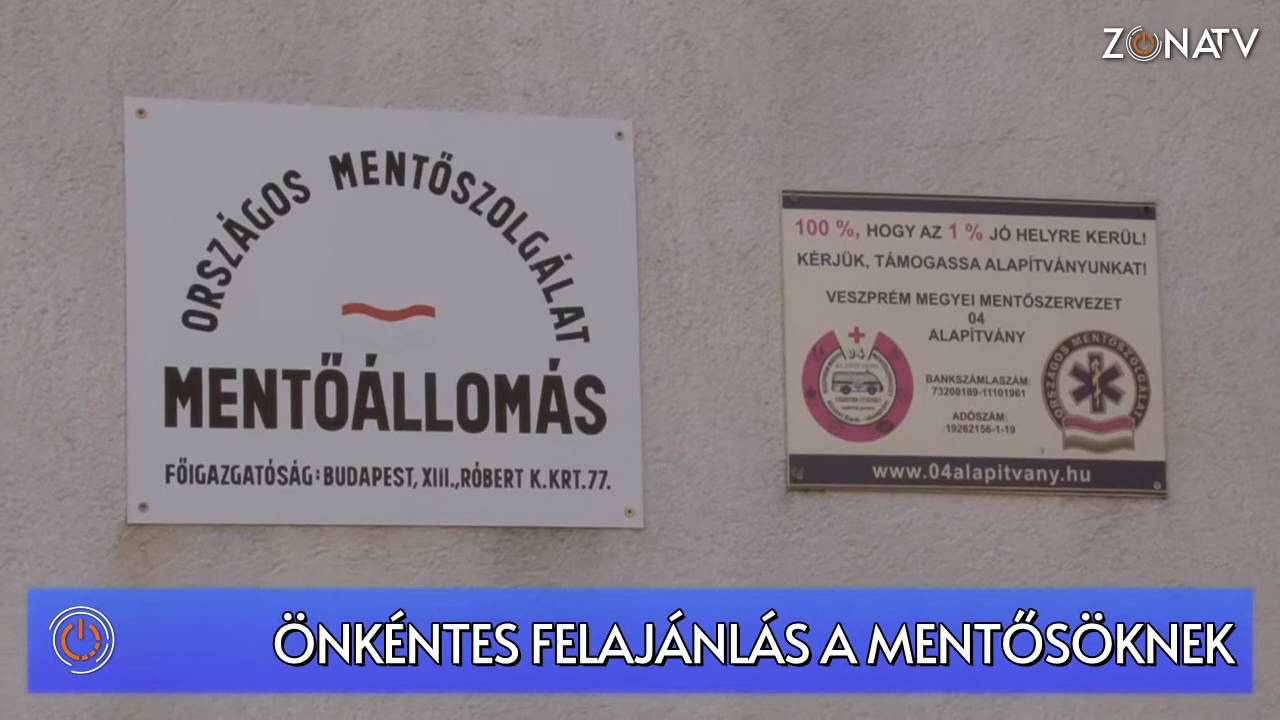 ZONATV
ORSZÁGOS MENTŐSZOLGÁLAT
MENTŐÁLLOMÁS
FŐIGAZGATÓSÁG: BUDAPEST, XIII., RÓBERT K. KRT. 77.
100 %, HOGY AZ 1 % JÓ HELYRE KERÜL!
KÉRJÜK, TÁMOGASSA ALAPÍTVÁNYUNKAT!
VESZPRÉM MEGYEI MENTŐSZERVEZET
04
ALAPÍTVÁNY
BANKSZÁMLASZÁM:
73200189-11101961
ADÓSZÁM:
19262156-1-19
04
ALAPÍTVÁNY
ORSZÁGOS MENTŐSZOLGÁLAT
www.04alapitvany.hu
ÖNKÉNTES FELAJÁNLÁS A MENTŐSÖKNEK